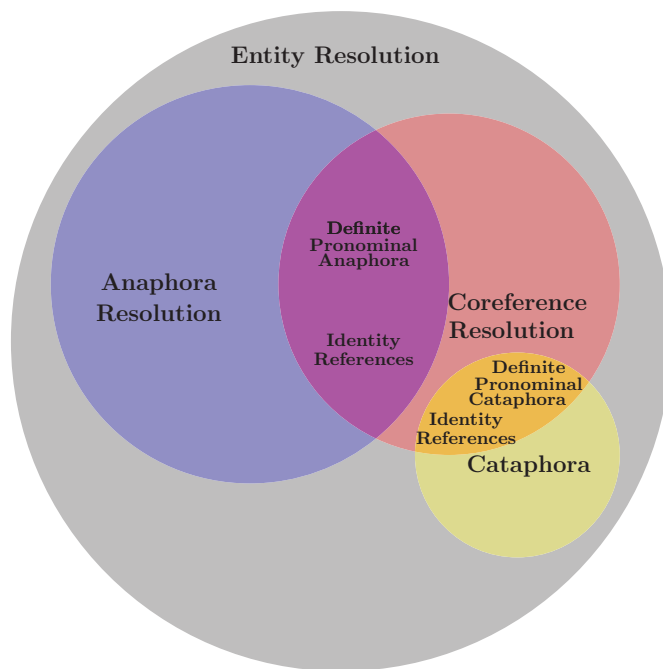 Entity Resolution
Definite
Pronominal
Anaphora
Anaphora
Resolution
Identity
References
Coreference
Resolution
Definite
Pronominal
Cataphora
Identity
References
Cataphora